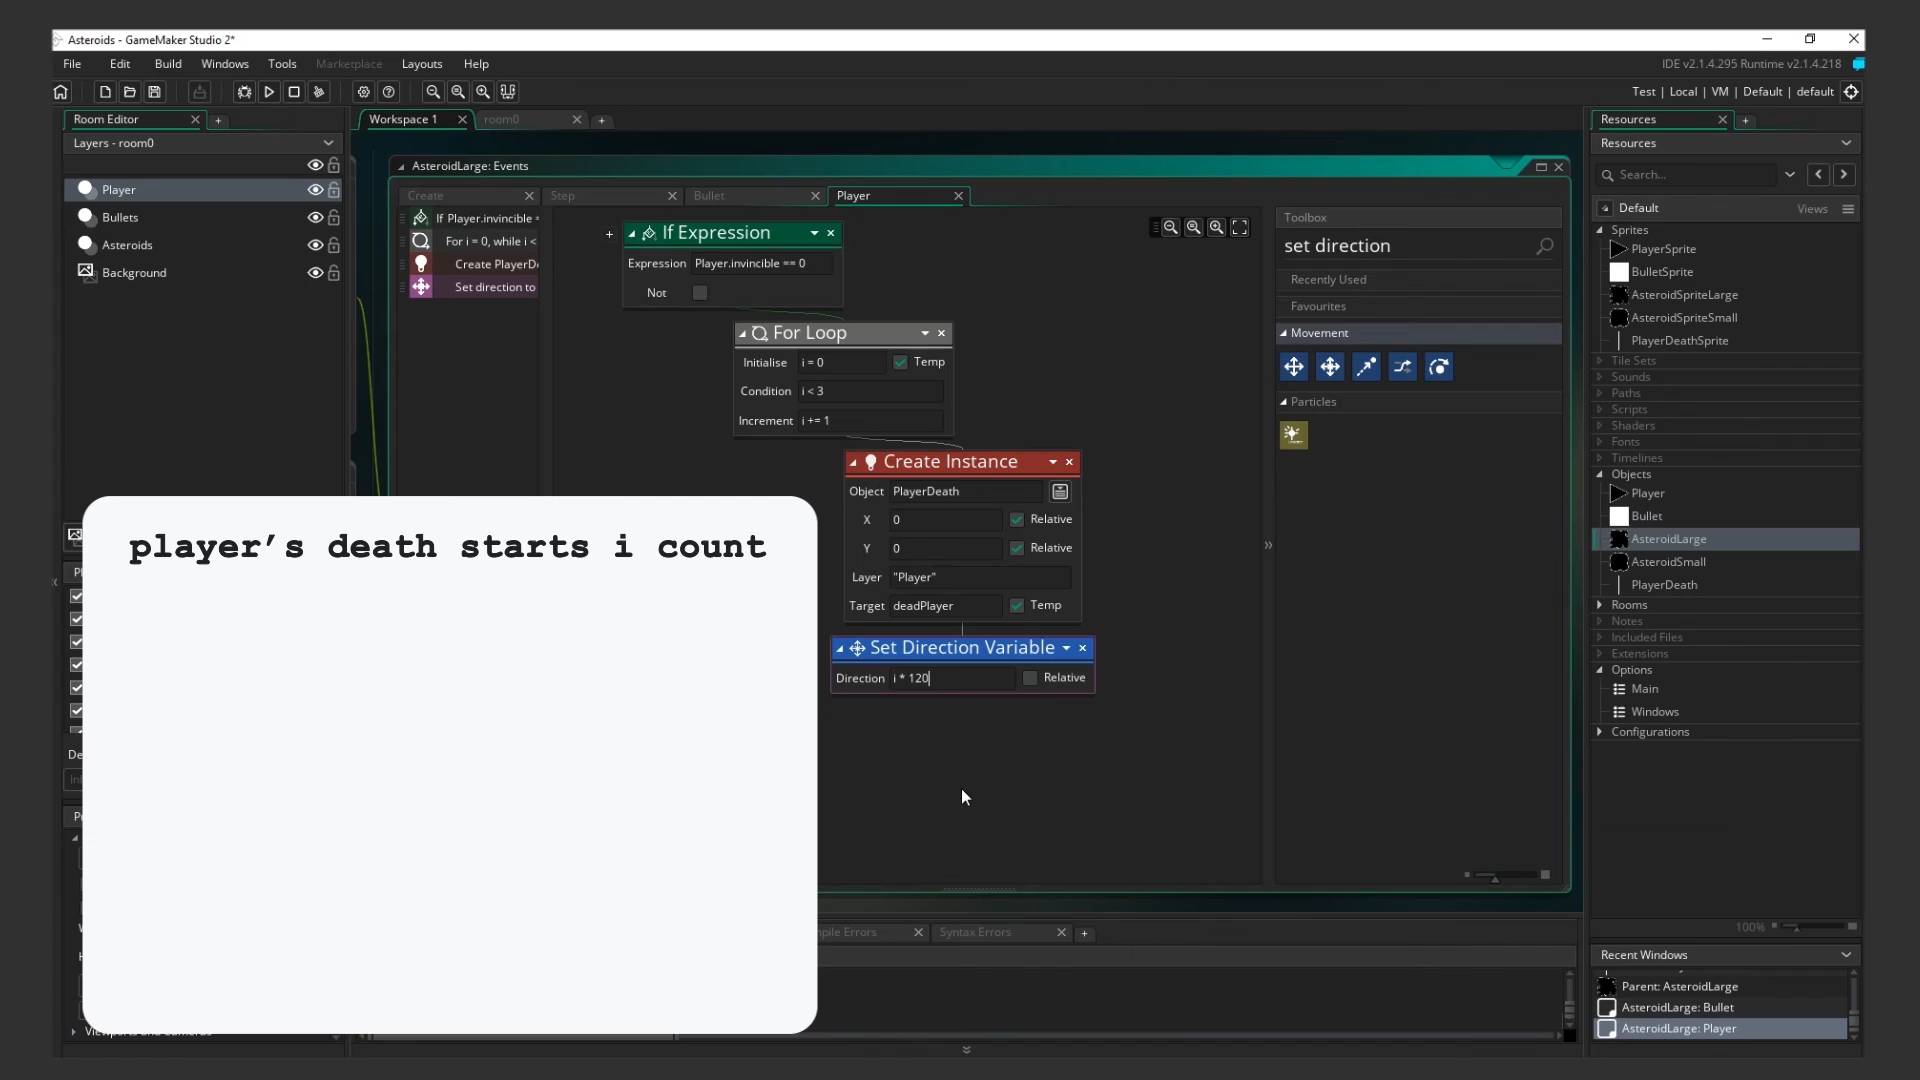 Asteroids - GameMaker Studio 2*
File Edit Build Windows Tools Marketplace Layouts Help
IDE v2.1.4.295 Runtime v2.1.4.218
Test | Local | VM | Default | default
Room Editor
Layers - room0
Player
Bullets
Asteroids
Background
Workspace 1
room0
AsteroidLarge: Events
Create
Step
Bullet
Player
If Player.invincible =
For i = 0, while i <
Create PlayerD
Set direction to
If Expression
Expression Player.invincible == 0
Not
For Loop
Initialise i = 0 Temp
Condition i < 3
Increment i += 1
Create Instance
Object PlayerDeath
X 0 Relative
Y 0 Relative
Layer "Player"
Target deadPlayer Temp
Set Direction Variable
Direction i * 120 Relative
Toolbox
set direction
Recently Used
Favourites
Movement
Particles
player's death starts i count
De
mpile Errors
Syntax Errors
Viewports and Cameras
Resources
Resources
Search...
Default Views
Sprites
PlayerSprite
BulletSprite
AsteroidSpriteLarge
AsteroidSpriteSmall
PlayerDeathSprite
Tile Sets
Sounds
Paths
Scripts
Shaders
Fonts
Timelines
Objects
Player
Bullet
AsteroidLarge
AsteroidSmall
PlayerDeath
Rooms
Notes
Included Files
Extensions
Options
Main
Windows
Configurations
100%
Recent Windows
Parent: AsteroidLarge
AsteroidLarge: Bullet
AsteroidLarge: Player